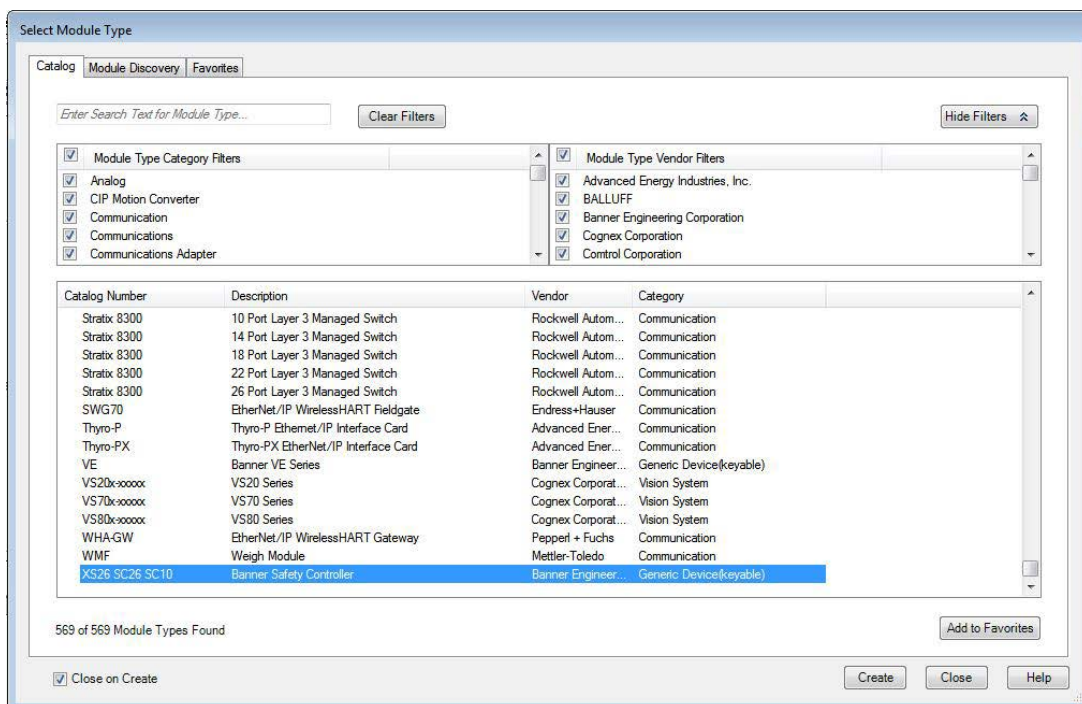 Select Module Type
Catalog Module Discovery Favorites
Enter Search Text for Module Type... Clear Filters Hide Filters
Module Type Category Filters Module Type Vendor Filters
Analog Advanced Energy Industries, Inc.
CIP Motion Converter BALLUFF
Communication Banner Engineering Corporation
Communications Cognex Corporation
Communications Adapter Comtrol Corporation
Catalog Number Description Vendor Category
Stratix 8300 10 Port Layer 3 Managed Switch Rockwell Autom... Communication
Stratix 8300 14 Port Layer 3 Managed Switch Rockwell Autom... Communication
Stratix 8300 18 Port Layer 3 Managed Switch Rockwell Autom... Communication
Stratix 8300 22 Port Layer 3 Managed Switch Rockwell Autom... Communication
Stratix 8300 26 Port Layer 3 Managed Switch Rockwell Autom... Communication
SWG70 EtherNet/IP WirelessHART Fieldgate Endress+Hauser Communication
Thyro-P Thyro-P Ethernet/IP Interface Card Advanced Ener... Communication
Thyro-PX Thyro-PX EtherNet/IP Interface Card Advanced Ener... Communication
VE Banner VE Series Banner Engineer... Generic Device(keyable)
VS20x-xxxxx VS20 Series Cognex Corporat... Vision System
VS70x-xxxxx VS70 Series Cognex Corporat... Vision System
VS80x-xxxxx VS80 Series Cognex Corporat... Vision System
WHA-GW EtherNet/IP WirelessHART Gateway Pepperl + Fuchs Communication
WMF Weigh Module Mettler-Toledo Communication
XS26 SC26 SC10 Banner Safety Controller Banner Engineer... Generic Device(keyable)
569 of 569 Module Types Found Add to Favorites
Close on Create Create Close Help